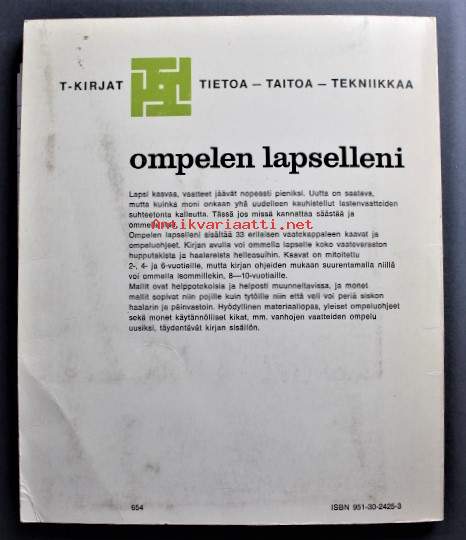 T-KIRJAT TIETOA — TAITOA — TEKNIIKKAA
ompelen lapselleni
Lapsi kasvaa, vaatteet jäävät nopeasti pieniksi. Uutta on saatava,
mutta kuinka moni onkaan yhä uudelleen kauhistellut lastenvaatteiden
suhteetonta kalleutta. Tässä jos missä kannattaa säästää ja
ommella itse.
Ompelen lapselleni sisältää 33 erilaisen vaatekappaleen kaavat ja
ompeluohjeet. Kirjan avulla voi ommella lapselle koko vaatevaraston
hupputakista ja haalareista helleasuihin. Kaavat on mitoitettu
2-, 4- ja 6-vuotiaille, mutta kirjan ohjeiden mukaan suurentamalla niillä
voi ommella isommillekin, 8—10-vuotiaille.
Mallit ovat helppotekoisia ja helposti muunneltavissa, ja monet
mallit sopivat niin pojille kuin tytöille niin että veli voi periä siskon
haalarin ja päinvastoin. Hyödyllinen materiaaliopas, yleiset ompeluohjeet
sekä monet käytännölliset kikat, mm. vanhojen vaatteiden ompelu
uusiksi, täydentävät kirjan sisällön.
Antikvariaatti.net
www.antikvariaatti.net
654 ISBN 951-30-2425-3